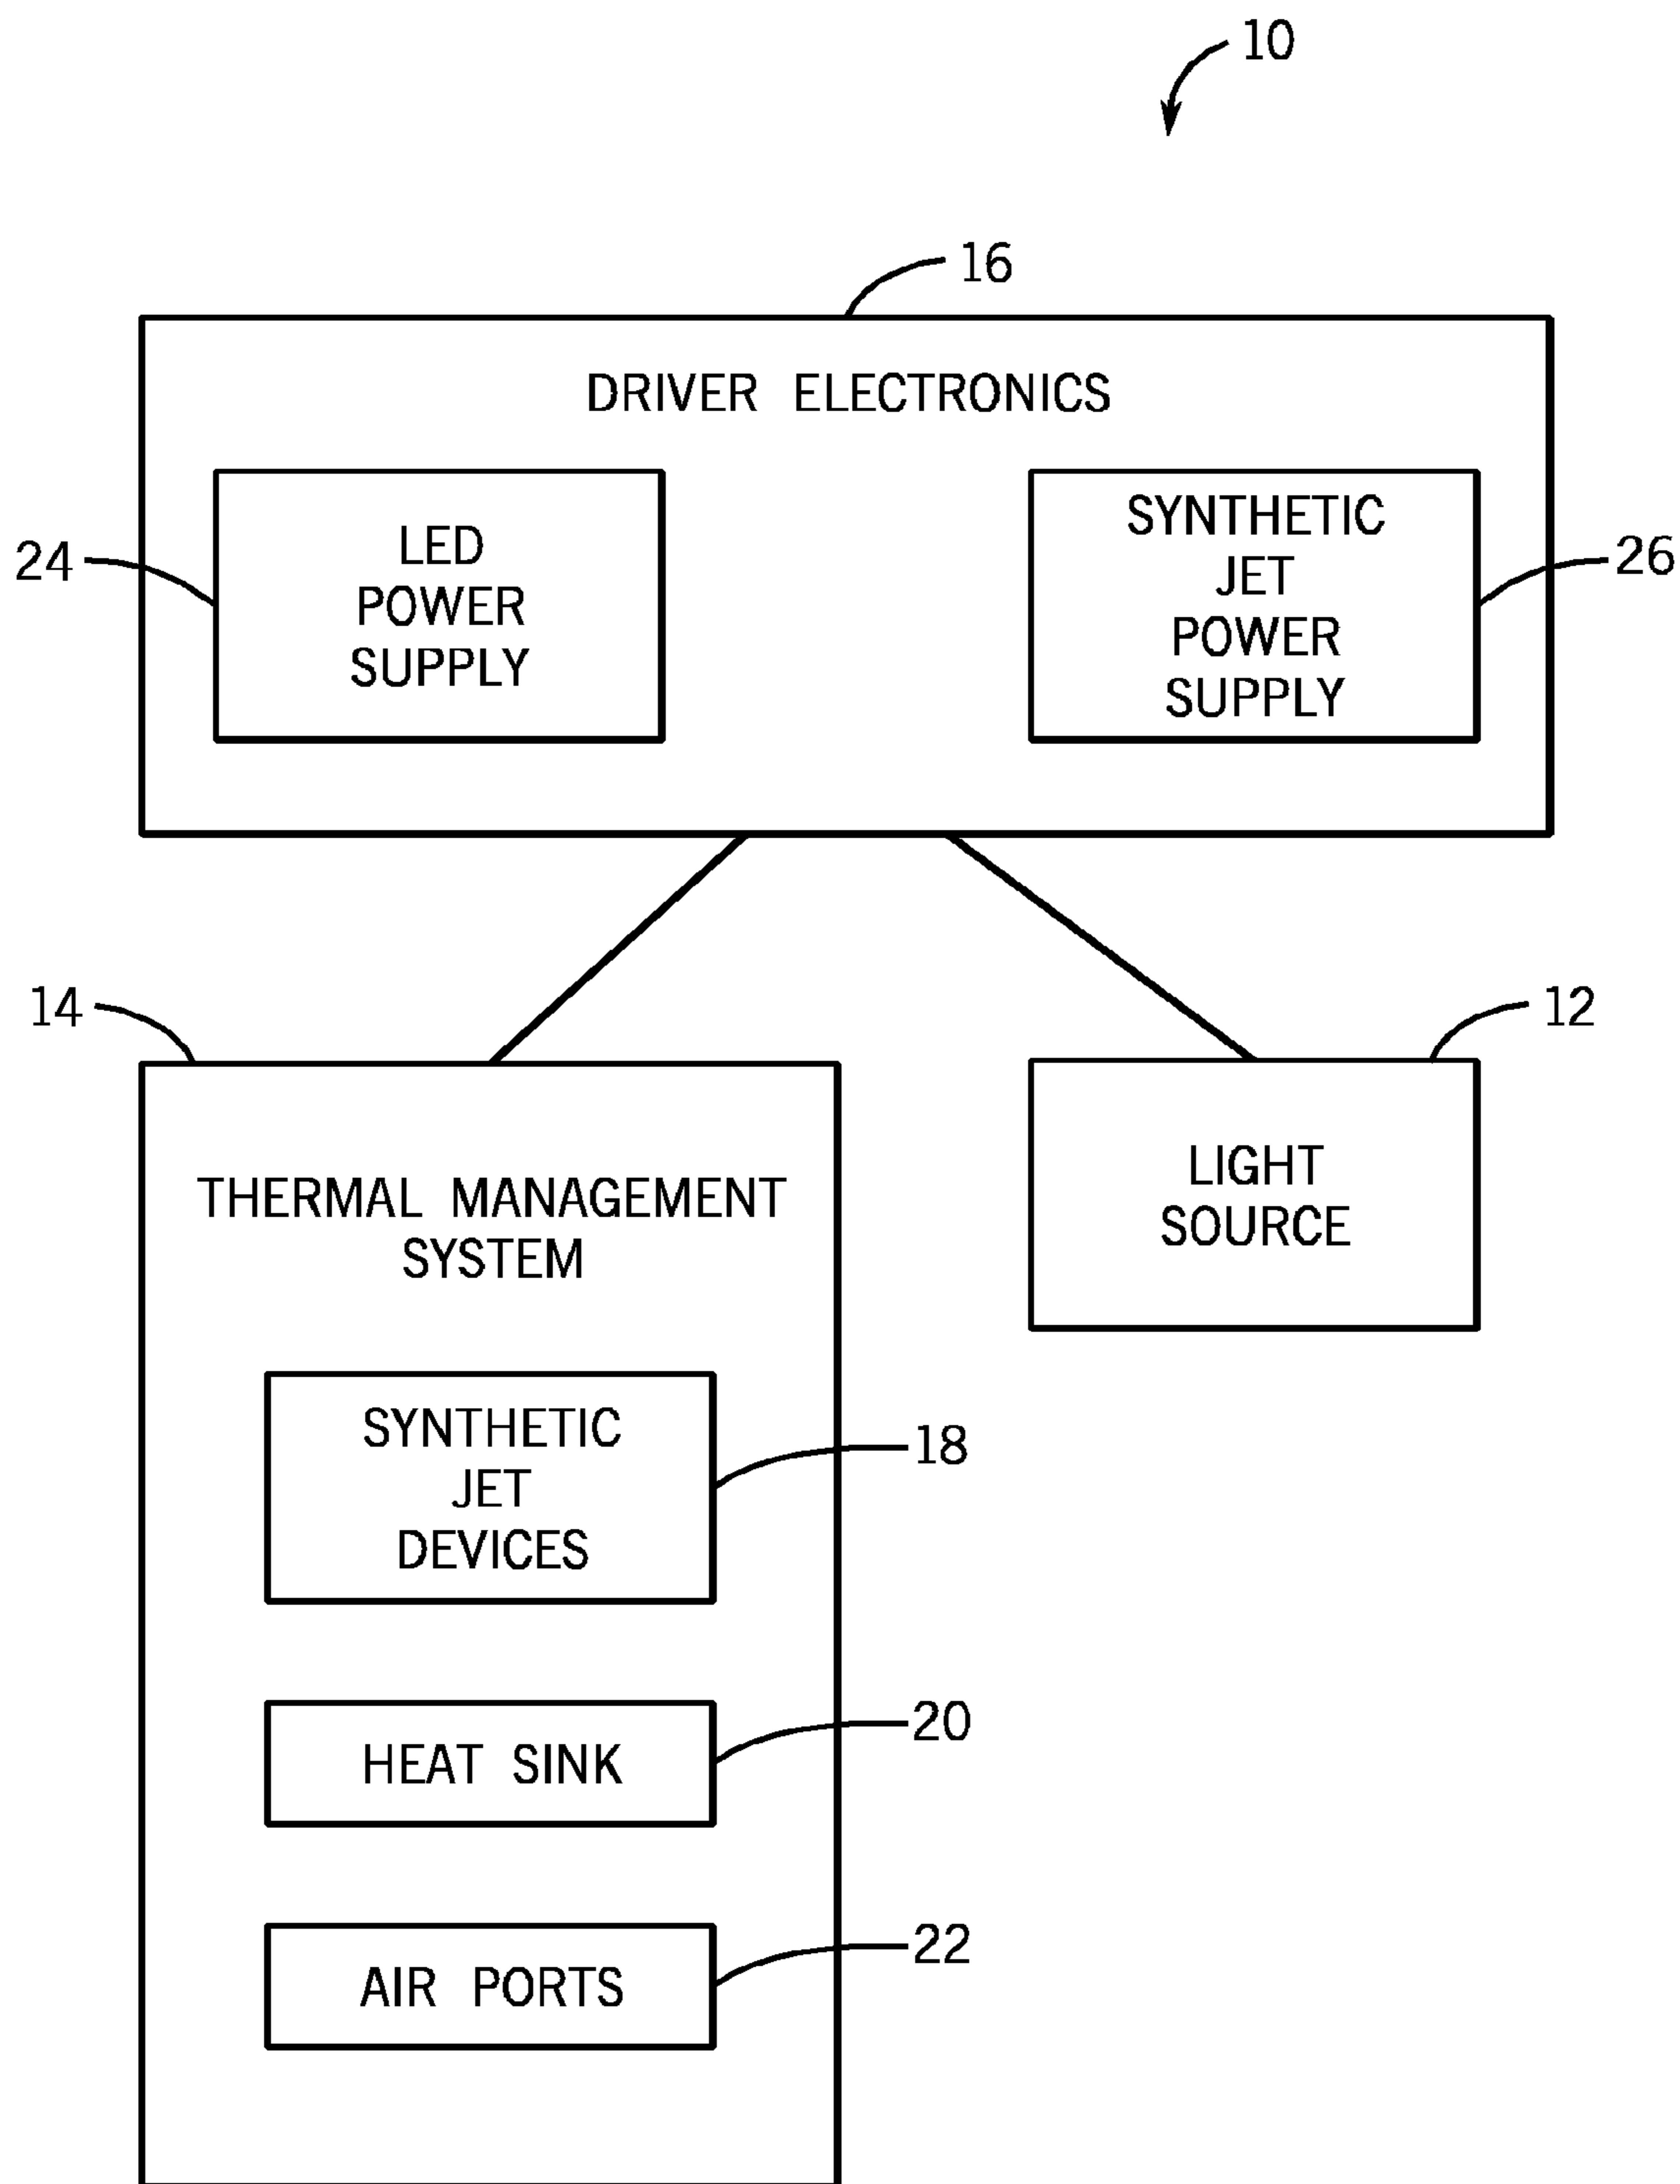 10
16
DRIVER ELECTRONICS
24
LED
POWER
SUPPLY
SYNTHETIC
JET
POWER
SUPPLY
26
14
THERMAL MANAGEMENT
SYSTEM
12
LIGHT
SOURCE
SYNTHETIC
JET
DEVICES
18
HEAT SINK
20
AIR PORTS
22